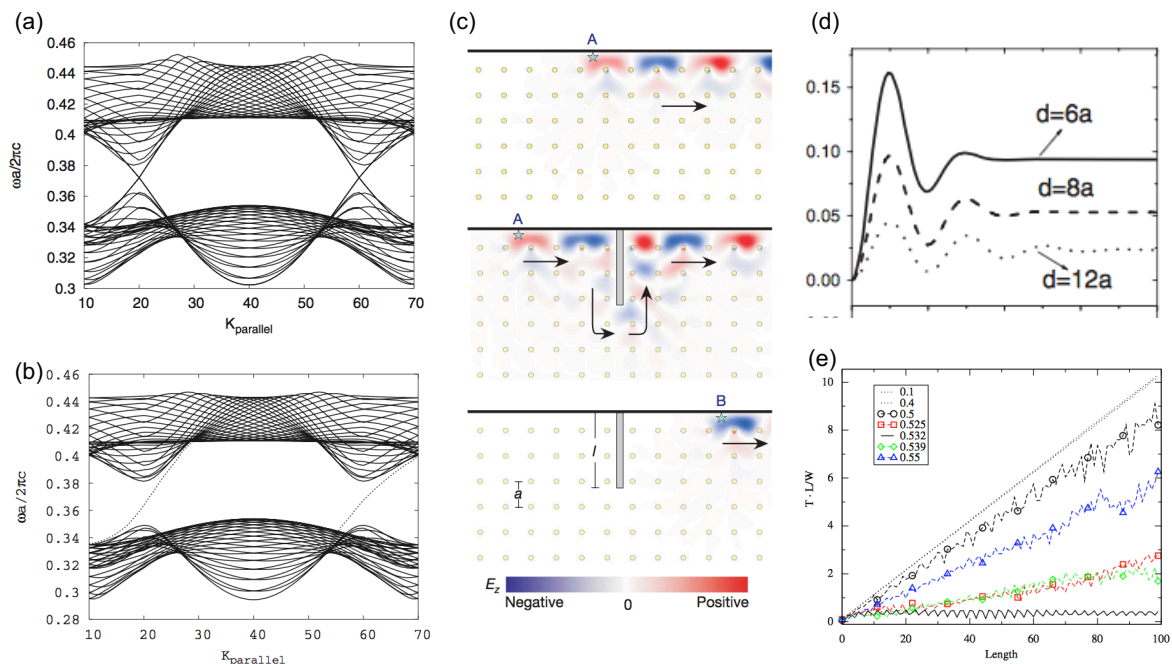 (a)
0.46
0.44
0.42
0.4
0.38
0.36
0.34
0.32
0.3
ωa/2πc
10 20 30 40 50 60 70
K_parallel
(b)
0.46
0.44
0.42
0.4
0.38
0.36
0.34
0.32
0.3
0.28
ωa/2πc
10 20 30 40 50 60 70
K_parallel
(c)
A
A
B
l
a
E_z
Negative 0 Positive
(d)
0.15
0.10
0.05
0.00
d=6a
d=8a
d=12a
(e)
10
8
6
4
2
0
T · L/W
0.1
0.4
0.5
0.525
0.532
0.539
0.55
0 20 40 60 80 100
Length